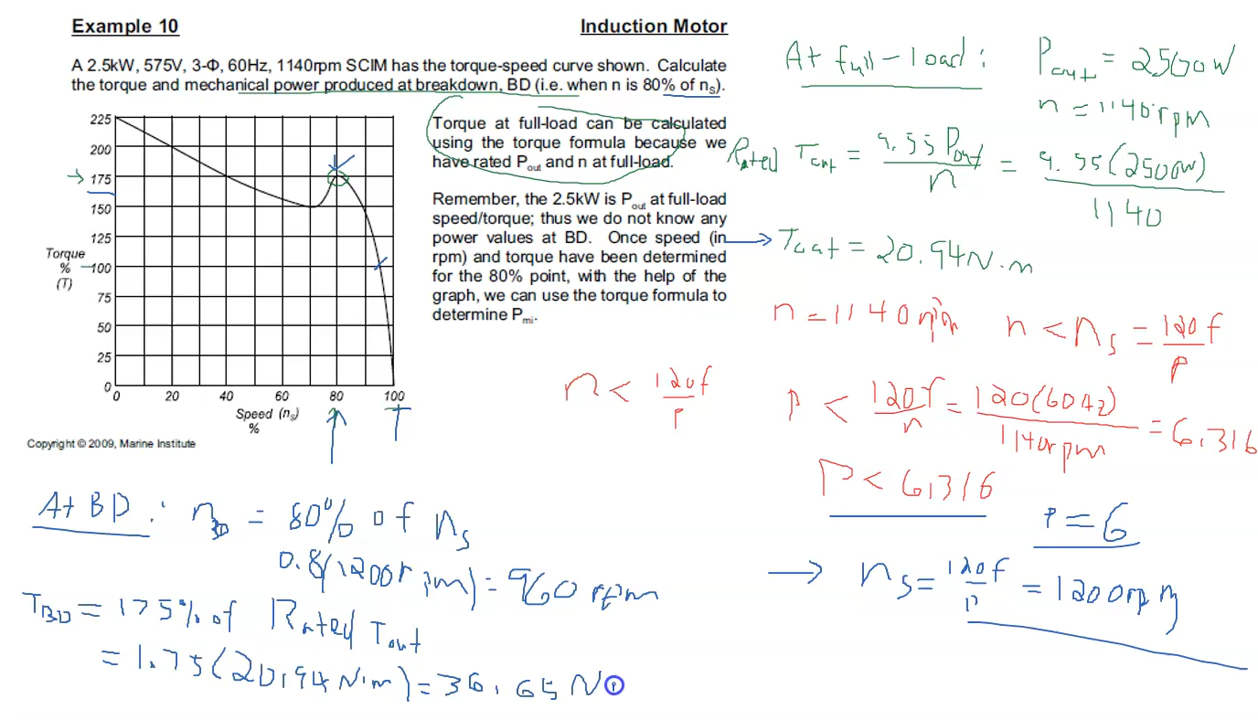 Example 10
Induction Motor
A 2.5kW, 575V, 3-Φ, 60Hz, 1140rpm SCIM has the torque-speed curve shown. Calculate
the torque and mechanical power produced at breakdown, BD (i.e. when n is 80% of ns).
225
200
175
150
125
100
75
50
25
0
Torque
%
(T)
0 20 40 60 80 100
Speed (ns)
%
Copyright © 2009, Marine Institute
Torque at full-load can be calculated
using the torque formula because we
have rated Pout and n at full-load.
Remember, the 2.5kW is Pout at full-load
speed/torque; thus we do not know any
power values at BD. Once speed (in
rpm) and torque have been determined
for the 80% point, with the help of the
graph, we can use the torque formula to
determine Pmi.
At full-load: Pout = 2500W
n = 1140rpm
Rated Tout = 9.55 Pout / n = 9.55(2500W) / 1140
Tout = 20.94N.m
n = 1140rpm n < ns = 120f / P
n < 120f / P
P < 120f / n = 120(60Hz) / 1140rpm = 6.316
P < 6.316
P = 6
→ ns = 120f / P = 1200rpm
At BD: nBD = 80% of ns
0.8(1200rpm) = 960rpm
TBD = 175% of Rated Tout
= 1.75(20.94N.m) = 36.65N